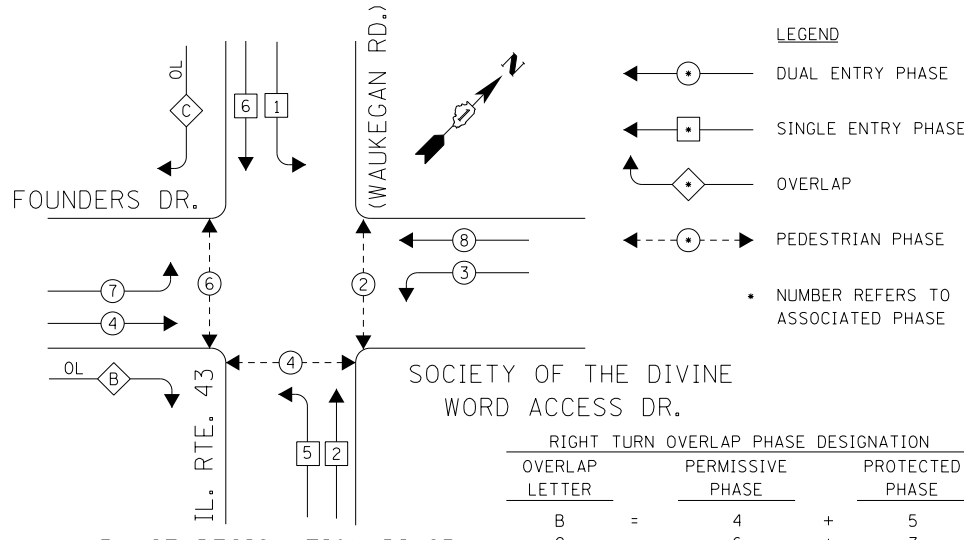 LEGEND
DUAL ENTRY PHASE
SINGLE ENTRY PHASE
OVERLAP
PEDESTRIAN PHASE
* NUMBER REFERS TO
ASSOCIATED PHASE
N
1
(WAUKEGAN RD.)
OL
C
6
1
FOUNDERS DR.
8
3
7
4
6
2
4
OL
B
IL. RTE. 43
5
2
SOCIETY OF THE DIVINE
WORD ACCESS DR.
RIGHT TURN OVERLAP PHASE DESIGNATION
OVERLAP PERMISSIVE PROTECTED
LETTER PHASE PHASE
B = 4 + 5